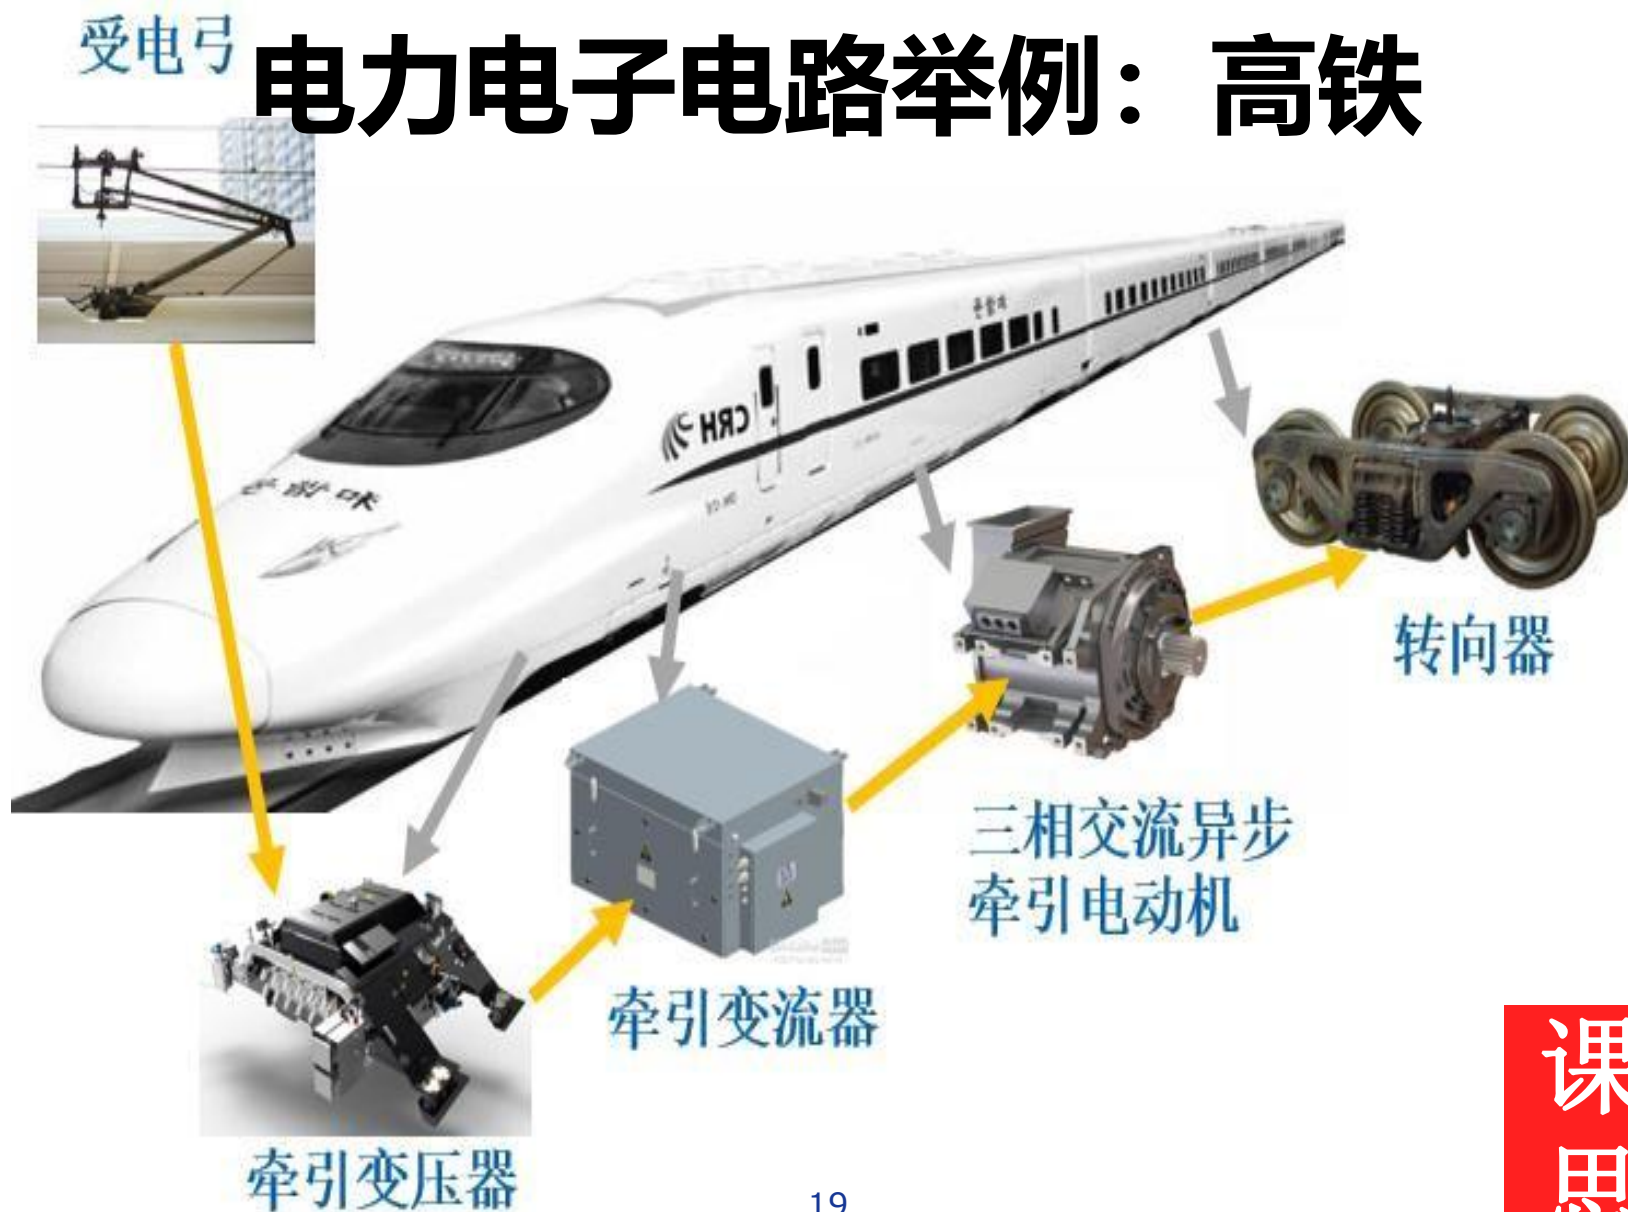 受电弓
电力电子电路举例：高铁
CRH
转向器
三相交流异步
牵引电动机
牵引变流器
牵引变压器
课
思
19